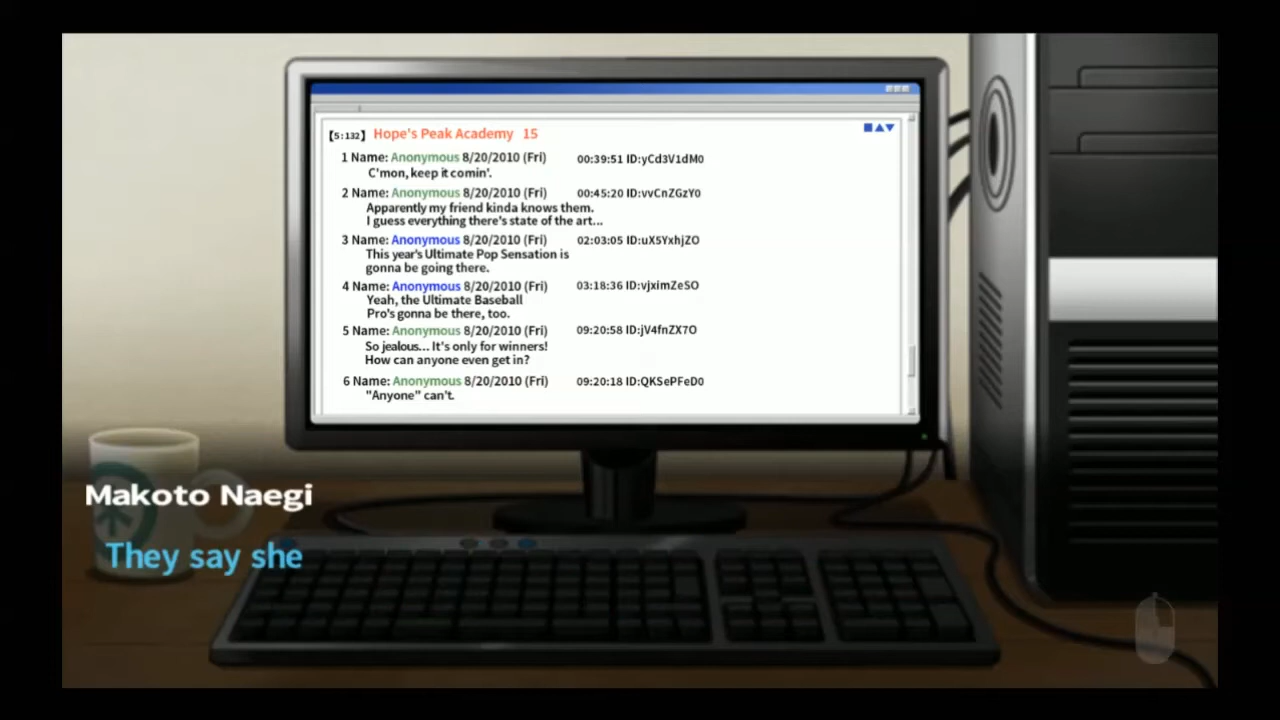 【5:132】 Hope's Peak Academy 15
1 Name: Anonymous 8/20/2010 (Fri) 00:39:51 ID:yCd3V1dM0
C'mon, keep it comin'.
2 Name: Anonymous 8/20/2010 (Fri) 00:45:20 ID:vvCnZGzY0
Apparently my friend kinda knows them.
I guess everything there's state of the art...
3 Name: Anonymous 8/20/2010 (Fri) 02:03:05 ID:uX5YxhjZO
This year's Ultimate Pop Sensation is
gonna be going there.
4 Name: Anonymous 8/20/2010 (Fri) 03:18:36 ID:vjximZeSO
Yeah, the Ultimate Baseball
Pro's gonna be there, too.
5 Name: Anonymous 8/20/2010 (Fri) 09:20:58 ID:jV4fnZX7O
So jealous... It's only for winners!
How can anyone even get in?
6 Name: Anonymous 8/20/2010 (Fri) 09:20:18 ID:QKSePFeD0
"Anyone" can't.
Makoto Naegi
They say she